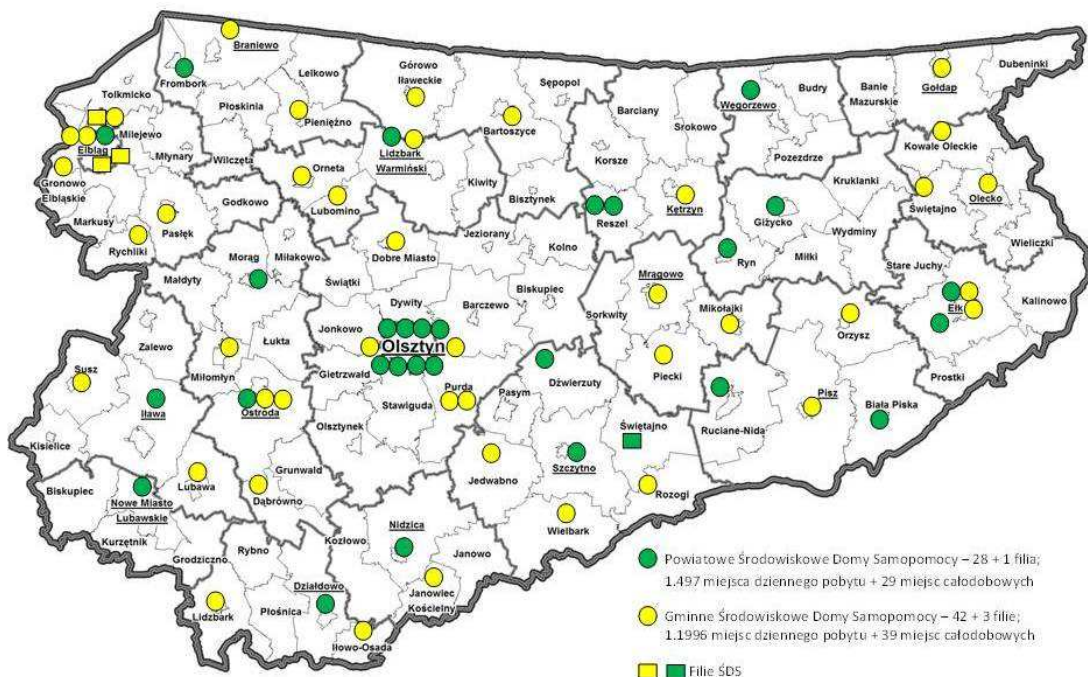 Braniewo
Frombork
Lelkowo
Górowo
Iławeckie
Sępopol
Dubeninki
Gołdap
Banie
Mazurskie
Budry
Węgorzewo
Tolkmicko
Płoskinia
Pieniężno
Bartoszyce
Barciany
Srokowo
Milejewo
Elbląg
Młynary
Wilczęta
Lidzbark
Warmiński
Korsze
Pozezdrze
Kowale Oleckie
Gronowo
Elbląskie
Orneta
Kiwity
Bisztynek
Kruklanki
Świętajno
Olecko
Markusy
Godkowo
Lubomino
Reszel
Kętrzyn
Giżycko
Pasłęk
Rychliki
Jeziorany
Wydminy
Wieliczki
Morąg
Miłakowo
Dobre Miasto
Kolno
Ryn
Miłki
Stare Juchy
Małdyty
Świątki
Mrągowo
Biskupiec
Dywity
Barczewo
Sorkwity
Mikołajki
Ełk
Kalinowo
Jonkowo
Olsztyn
Orzysz
Zalewo
Łukta
Susz
Miłomłyn
Gietrzwałd
Piecki
Prostki
Dźwierzuty
Purda
Pasym
Iława
Ostróda
Stawiguda
Pisz
Biała Piska
Ruciane-Nida
Kisielice
Olsztynek
Świętajno
Szczytno
Grunwald
Jedwabno
Biskupiec
Lubawa
Dąbrówno
Rozogi
Nowe Miasto
Lubawskie
Wielbark
Kurzętnik
Nidzica
Grodziczno
Rybno
Kozłowo
Janowo
Działdowo
Janowiec
Kościelny
Lidzbark
Płośnica
Iłowo-Osada
Powiatowe Środowiskowe Domy Samopomocy – 28 + 1 filia;
1.497 miejsca dziennego pobytu + 29 miejsc całodobowych
Gminne Środowiskowe Domy Samopomocy – 42 + 3 filie;
1.1996 miejsc dziennego pobytu + 39 miejsc całodobowych
Filie ŚDS